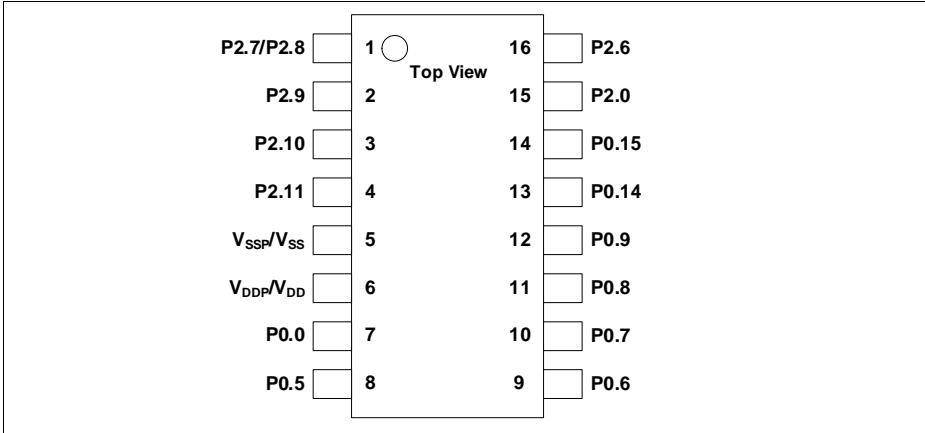 P2.7/P2.8 1 16 P2.6
Top View
P2.9 2 15 P2.0
P2.10 3 14 P0.15
P2.11 4 13 P0.14
VSSP/VSS 5 12 P0.9
VDDP/VDD 6 11 P0.8
P0.0 7 10 P0.7
P0.5 8 9 P0.6